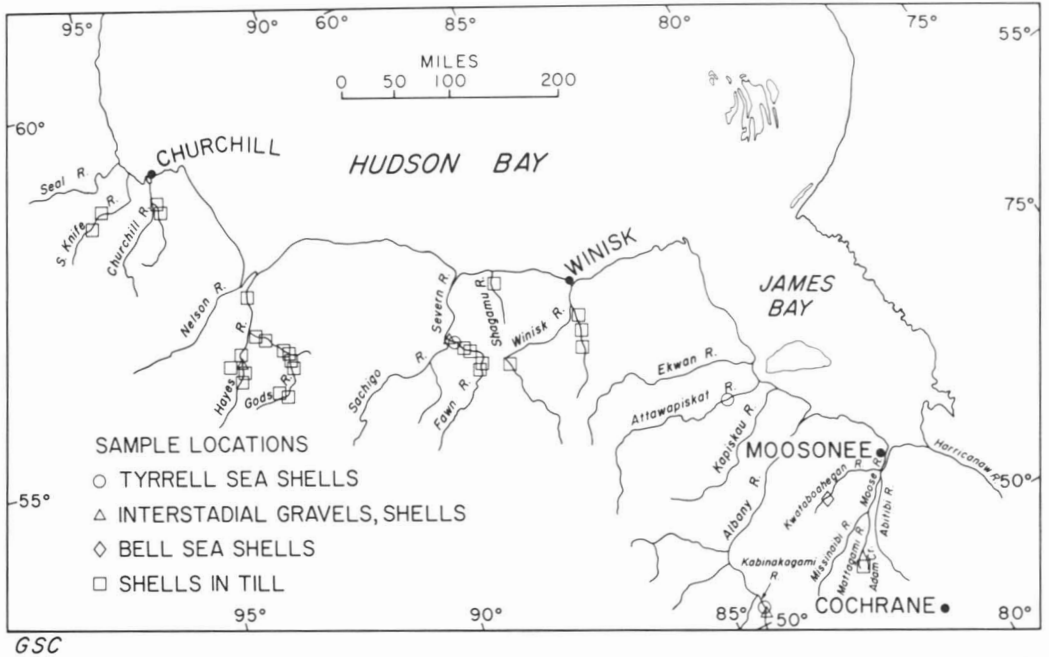 95° 90° 60° 85° 80° 75° 55°
MILES
0 50 100 200
60°
CHURCHILL
HUDSON BAY
Seal R.
S. Knife R.
Churchill R.
75°
WINISK
JAMES
BAY
Nelson R.
Severn R.
Shagamu R.
Winisk R.
Hayes R.
Gods R.
Sachigo R.
Fawn R.
Ekwan R.
Attawapiskat R.
Kapiskau R.
MOOSONEE
Harricanaw R.
SAMPLE LOCATIONS
TYRRELL SEA SHELLS
INTERSTADIAL GRAVELS, SHELLS
BELL SEA SHELLS
SHELLS IN TILL
55°
50°
Albany R.
Kwataboahegan R.
Moose R.
Abitibi R.
Missinaibi R.
Mattagami R.
Adam Cr.
Kabinakagami R.
COCHRANE
95° 90° 85° 50° 80°
GSC